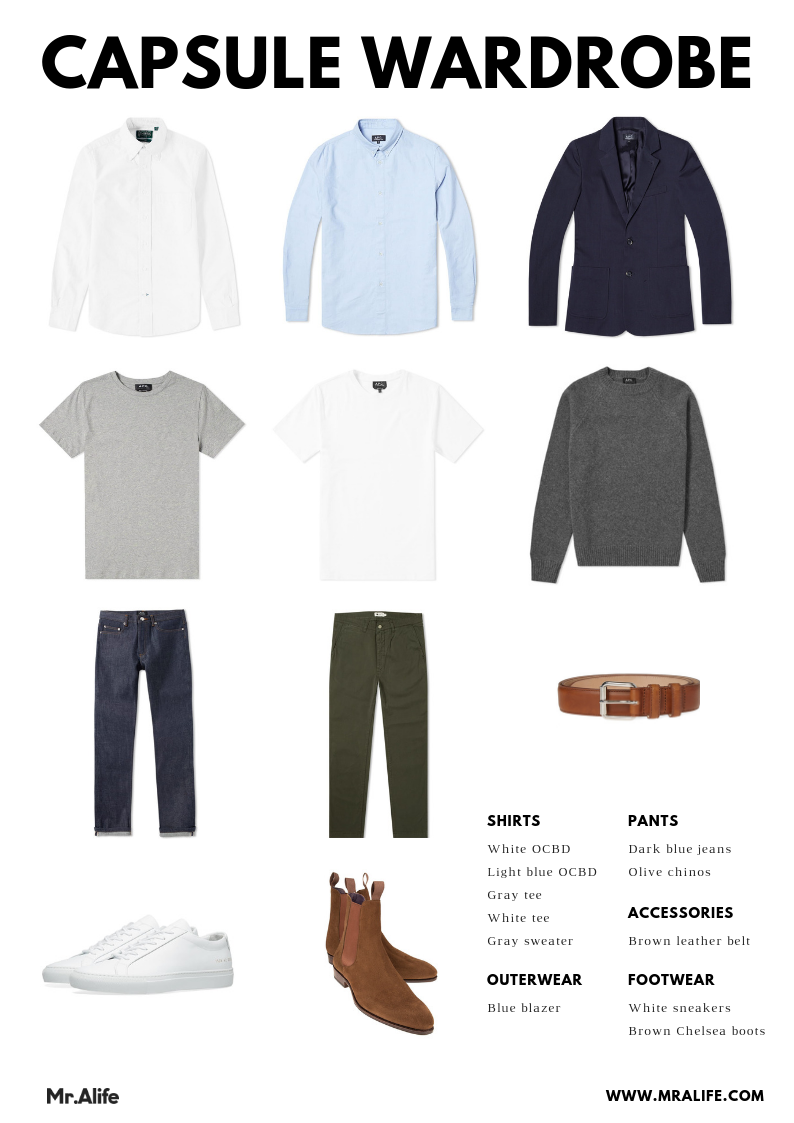 CAPSULE WARDROBE
SHIRTS
White OCBD
Light blue OCBD
Gray tee
White tee
Gray sweater
OUTERWEAR
Blue blazer
PANTS
Dark blue jeans
Olive chinos
ACCESSORIES
Brown leather belt
FOOTWEAR
White sneakers
Brown Chelsea boots
Mr.Alife
WWW.MRALIFE.COM